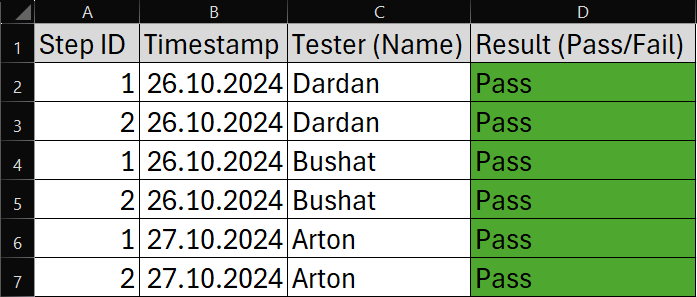 A B C D
1 Step ID Timestamp Tester (Name) Result (Pass/Fail)
2 1 26.10.2024 Dardan Pass
3 2 26.10.2024 Dardan Pass
4 1 26.10.2024 Bushat Pass
5 2 26.10.2024 Bushat Pass
6 1 27.10.2024 Arton Pass
7 2 27.10.2024 Arton Pass